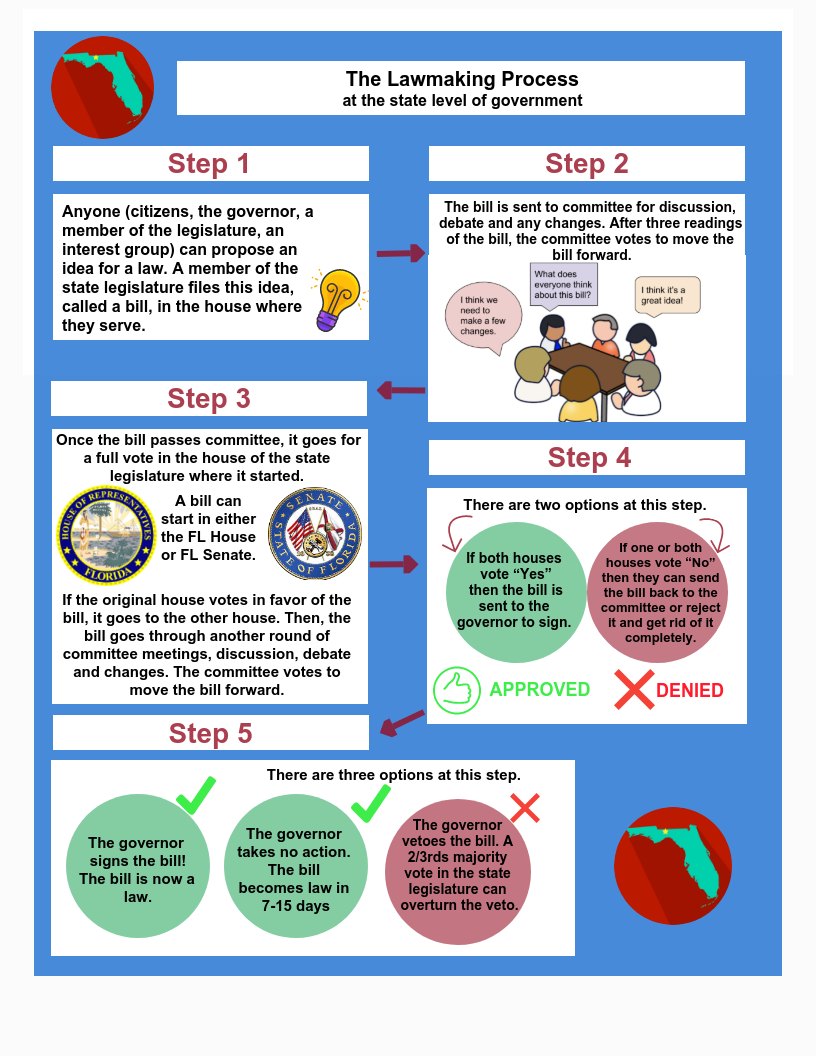 The Lawmaking Process
at the state level of government
Step 1
Anyone (citizens, the governor, a
member of the legislature, an
interest group) can propose an
idea for a law. A member of the
state legislature files this idea,
called a bill, in the house where
they serve.
Step 2
The bill is sent to committee for discussion,
debate and any changes. After three readings
of the bill, the committee votes to move the
bill forward.
I think we
need to
make a few
changes.
What does
everyone think
about this bill?
I think it's a
great idea!
Step 3
Once the bill passes committee, it goes for
a full vote in the house of the state
legislature where it started.
HOUSE OF REPRESENTATIVES
FLORIDA
A bill can
start in either
the FL House
or FL Senate.
SENATE
STATE OF FLORIDA
If the original house votes in favor of the
bill, it goes to the other house. Then, the
bill goes through another round of
committee meetings, discussion, debate
and changes. The committee votes to
move the bill forward.
Step 4
There are two options at this step.
If both houses
vote “Yes”
then the bill is
sent to the
governor to sign.
If one or both
houses vote “No”
then they can send
the bill back to the
committee or reject
it and get rid of it
completely.
APPROVED
DENIED
Step 5
There are three options at this step.
The governor
signs the bill!
The bill is now a
law.
The governor
takes no action.
The bill
becomes law in
7-15 days
The governor
vetoes the bill. A
2/3rds majority
vote in the state
legislature can
overturn the veto.